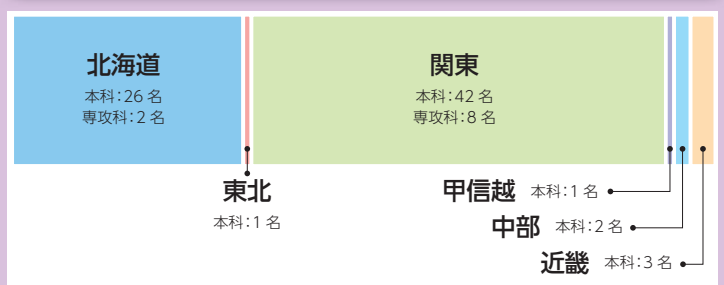 北海道
本科:26名
専攻科:2名
関東
本科:42名
専攻科:8名
東北
本科:1名
甲信越 本科:1名
中部 本科:2名
近畿 本科:3名